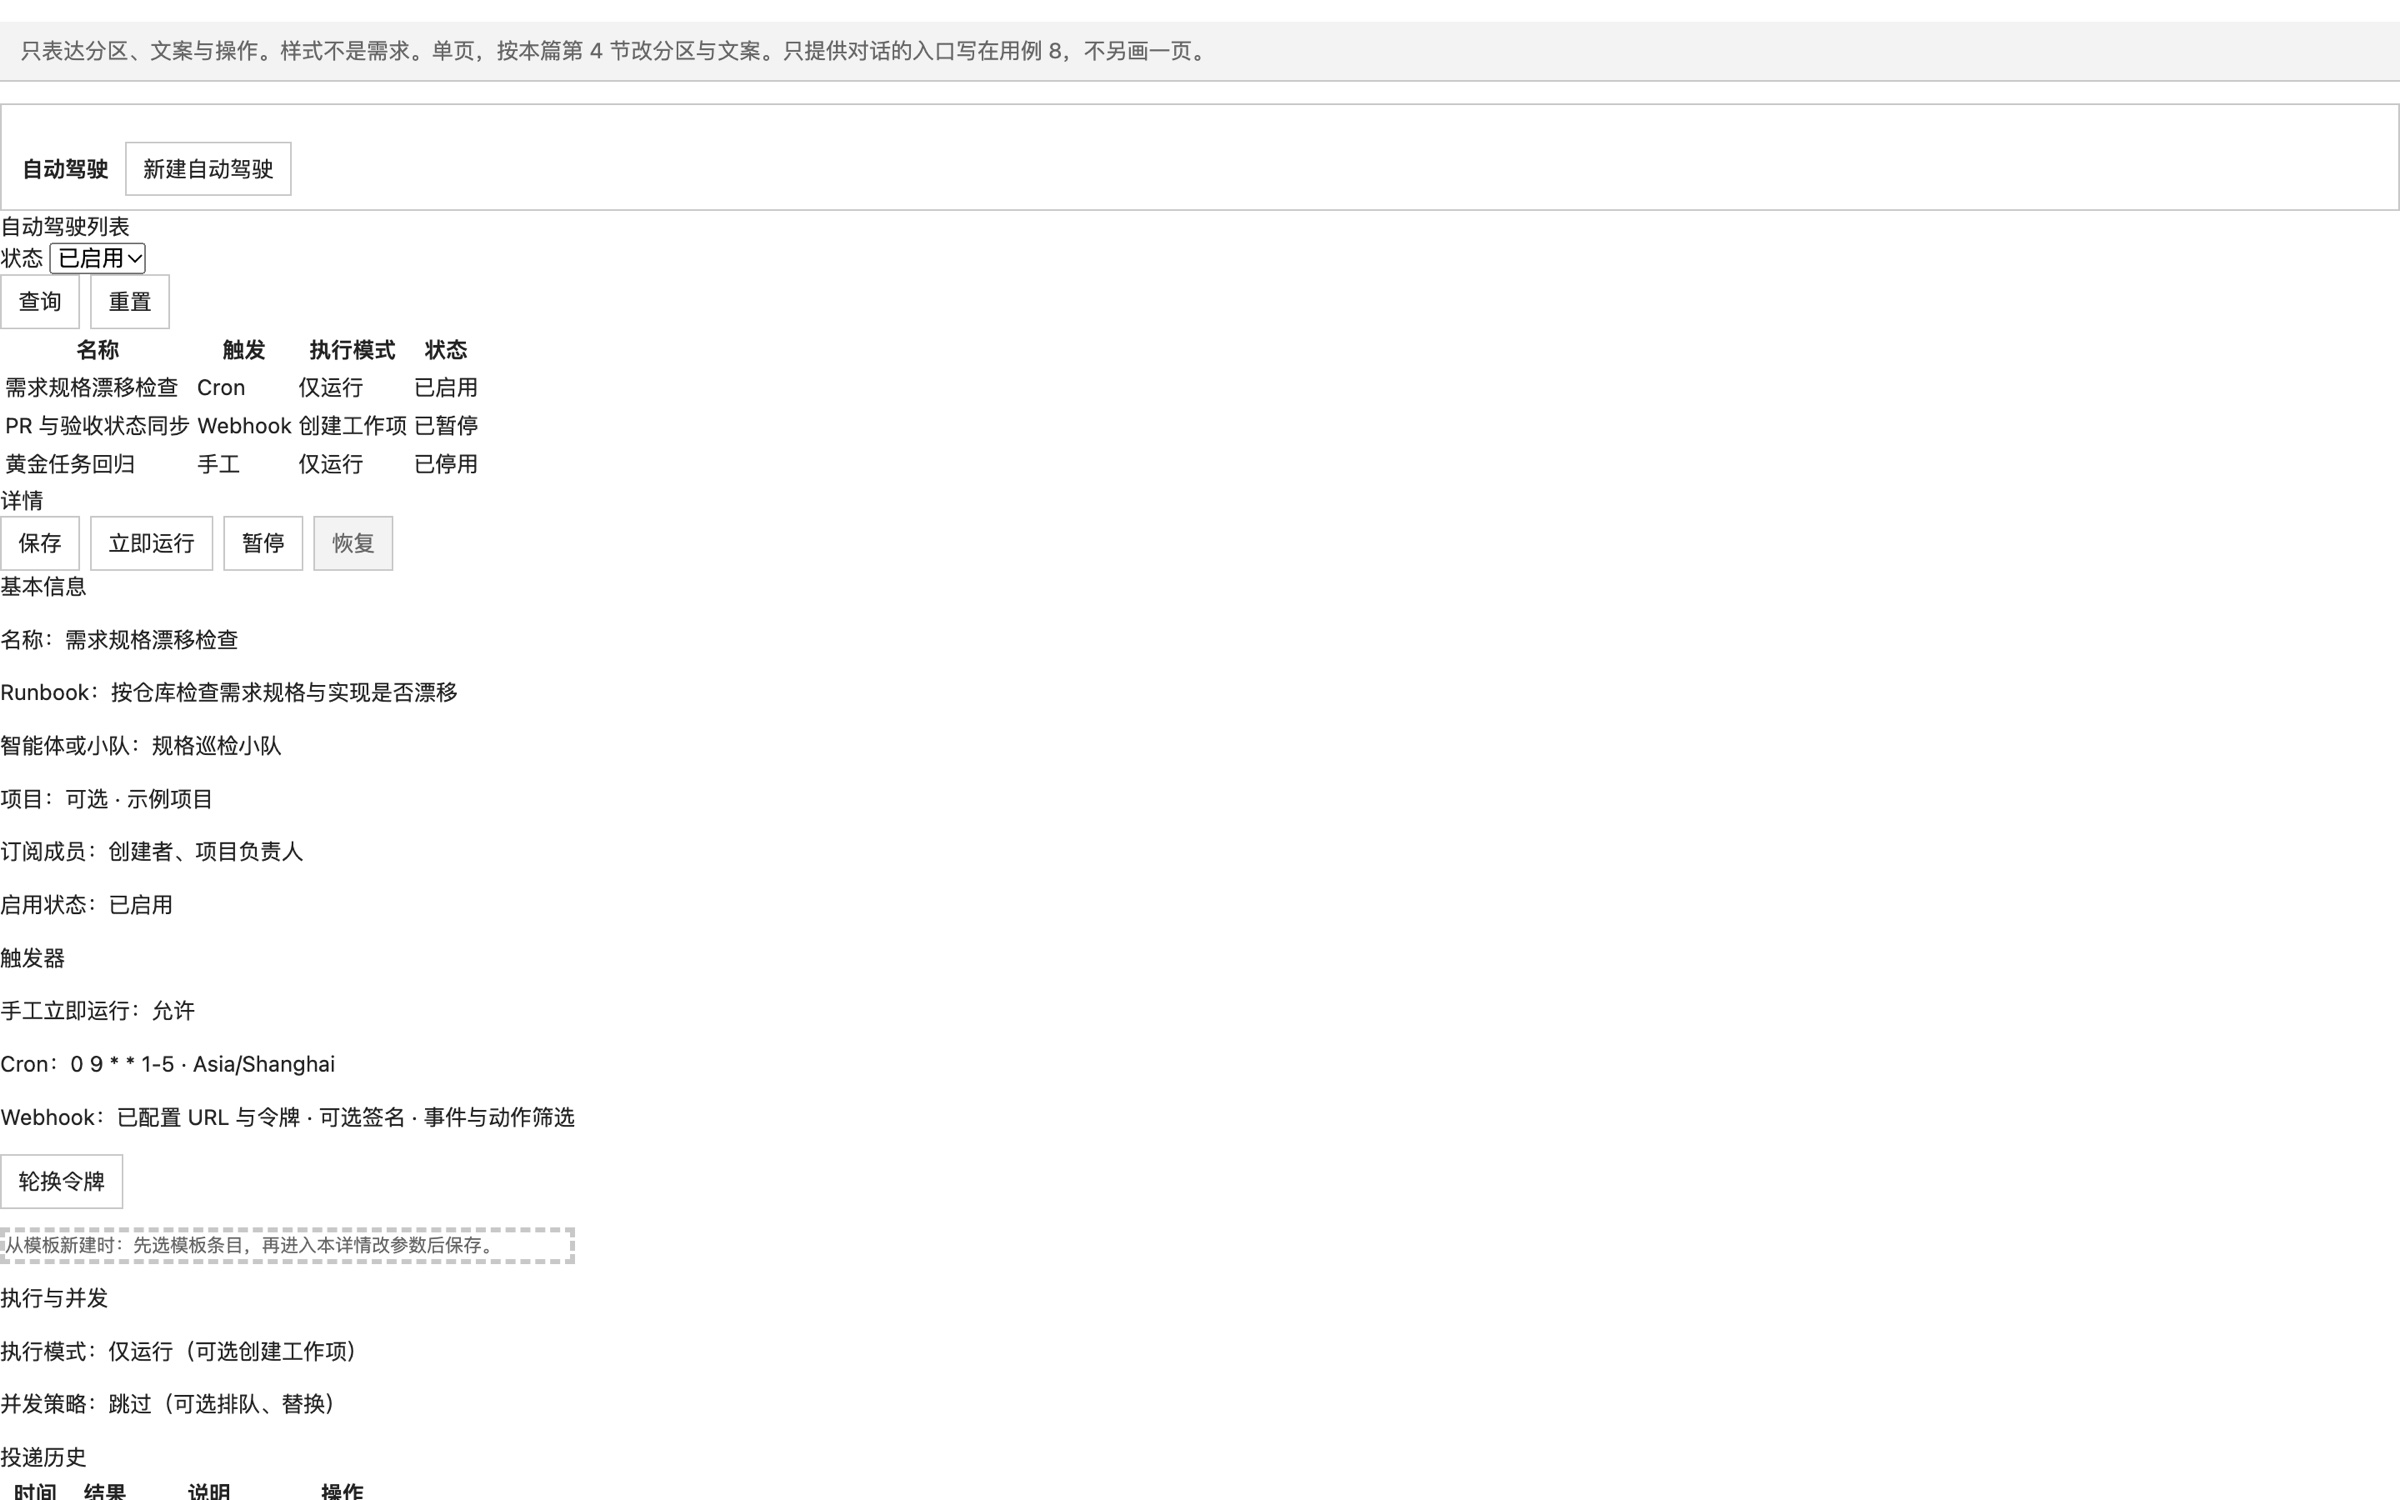 只表达分区、文案与操作。样式不是需求。单页，按本篇第 4 节改分区与文案。只提供对话的入口写在用例 8，不另画一页。
自动驾驶 新建自动驾驶
自动驾驶列表
状态 已启用
查询 重置
名称 触发 执行模式 状态
需求规格漂移检查 Cron 仅运行 已启用
PR 与验收状态同步 Webhook 创建工作项 已暂停
黄金任务回归 手工 仅运行 已停用
详情
保存 立即运行 暂停 恢复
基本信息
名称：需求规格漂移检查
Runbook：按仓库检查需求规格与实现是否漂移
智能体或小队：规格巡检小队
项目：可选 · 示例项目
订阅成员：创建者、项目负责人
启用状态：已启用
触发器
手工立即运行：允许
Cron：0 9 * * 1-5 · Asia/Shanghai
Webhook：已配置 URL 与令牌 · 可选签名 · 事件与动作筛选
轮换令牌
从模板新建时：先选模板条目，再进入本详情改参数后保存。
执行与并发
执行模式：仅运行（可选创建工作项）
并发策略：跳过（可选排队、替换）
投递历史
时间 结果 说明 操作